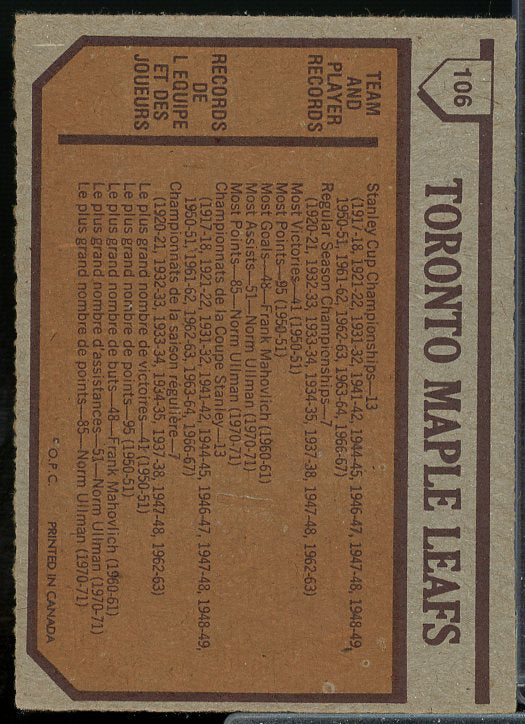 106
TORONTO MAPLE LEAFS
TEAM
AND
PLAYER
RECORDS
Stanley Cup Championships—13
(1917-18, 1921-22, 1931-32, 1941-42, 1944-45, 1946-47, 1947-48, 1948-49,
1950-51, 1961-62, 1962-63, 1963-64, 1966-67)
Regular Season Championships—7
(1920-21, 1932-33, 1933-34, 1934-35, 1937-38, 1947-48, 1962-63)
Most Victories—41 (1950-51)
Most Points—95 (1950-51)
Most Goals—48—Frank Mahovlich (1960-61)
Most Assists—51—Norm Ullman (1970-71)
Most Points—85—Norm Ullman (1970-71)
RECORDS
DE
L EQUIPE
ET DES
JOUEURS
Championnats de la Coupe Stanley—13
(1917-18, 1921-22, 1931-32, 1941-42, 1944-45, 1946-47, 1947-48, 1948-49,
1950-51, 1961-62, 1962-63, 1963-64, 1966-67)
Championnats de la saison régulière—7
(1920-21, 1932-33, 1933-34, 1934-35, 1937-38, 1947-48, 1962-63)
Le plus grand nombre de victoires—41 (1950-51)
Le plus grand nombre de points—95 (1950-51)
Le plus grand nombre de buts—48—Frank Mahovlich (1960-61)
Le plus grand nombre d'assistances—51—Norm Ullman (1970-71)
Le plus grand nombre de points—85—Norm Ullman (1970-71)
© O.P.C. PRINTED IN CANADA